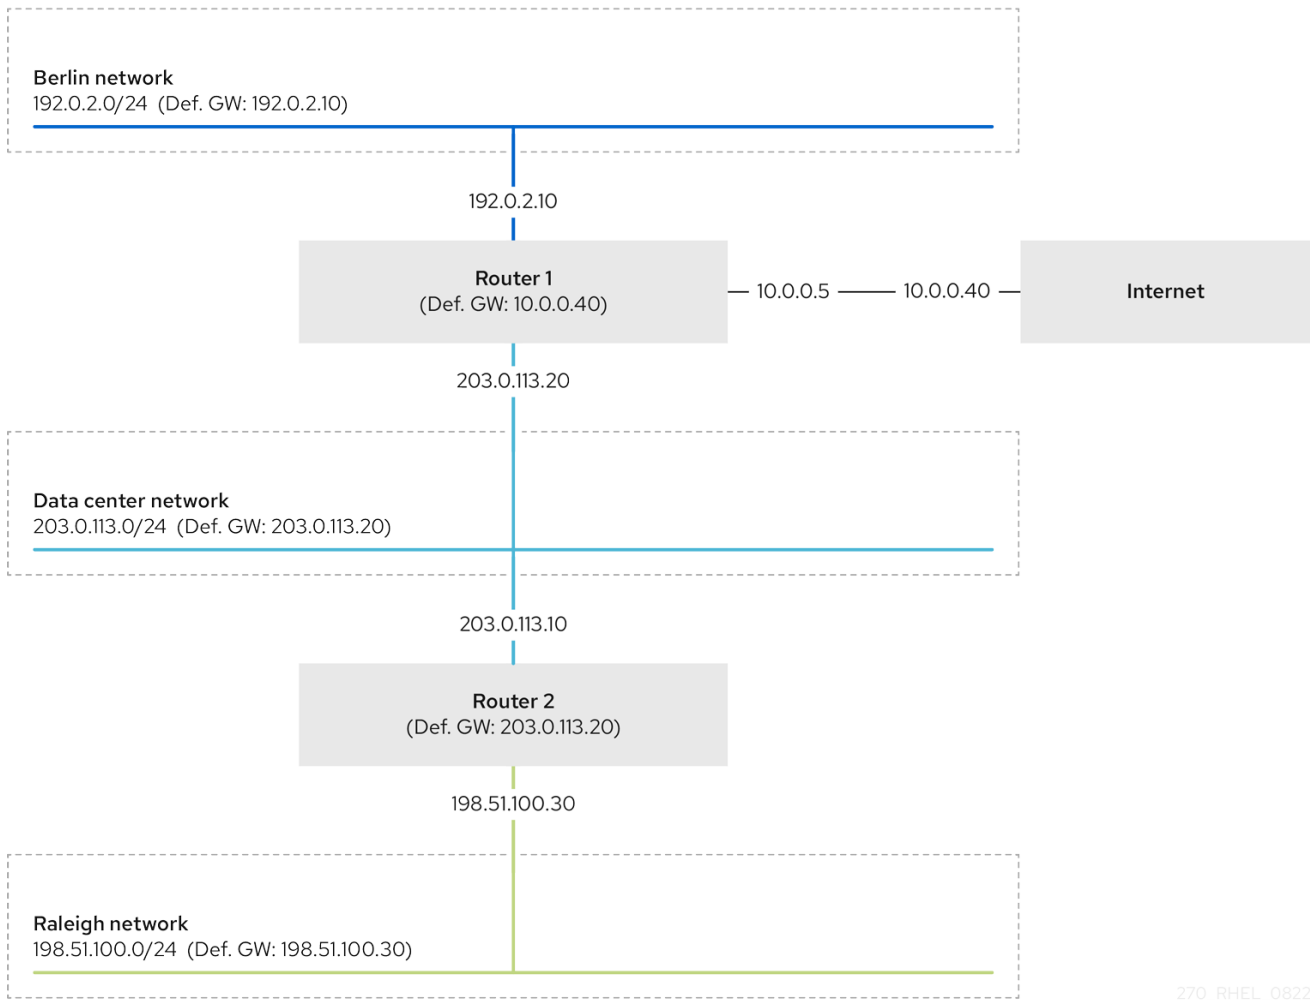 Berlin network
192.0.2.0/24 (Def. GW: 192.0.2.10)
192.0.2.10
Router 1
(Def. GW: 10.0.0.40)
10.0.0.5
10.0.0.40
Internet
203.0.113.20
Data center network
203.0.113.0/24 (Def. GW: 203.0.113.20)
203.0.113.10
Router 2
(Def. GW: 203.0.113.20)
198.51.100.30
Raleigh network
198.51.100.0/24 (Def. GW: 198.51.100.30)
270_RHEL_0822